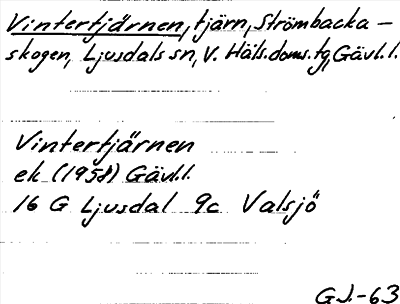 Vintertjärnen, tjärn, Strömbacka-
skogen, Ljusdals sn, V. Häls. doms. tg, Gävl. l.
Vintertjärnen
ek (1958) Gävl.l.
16 G Ljusdal 9c Valsjö
G.J.-63